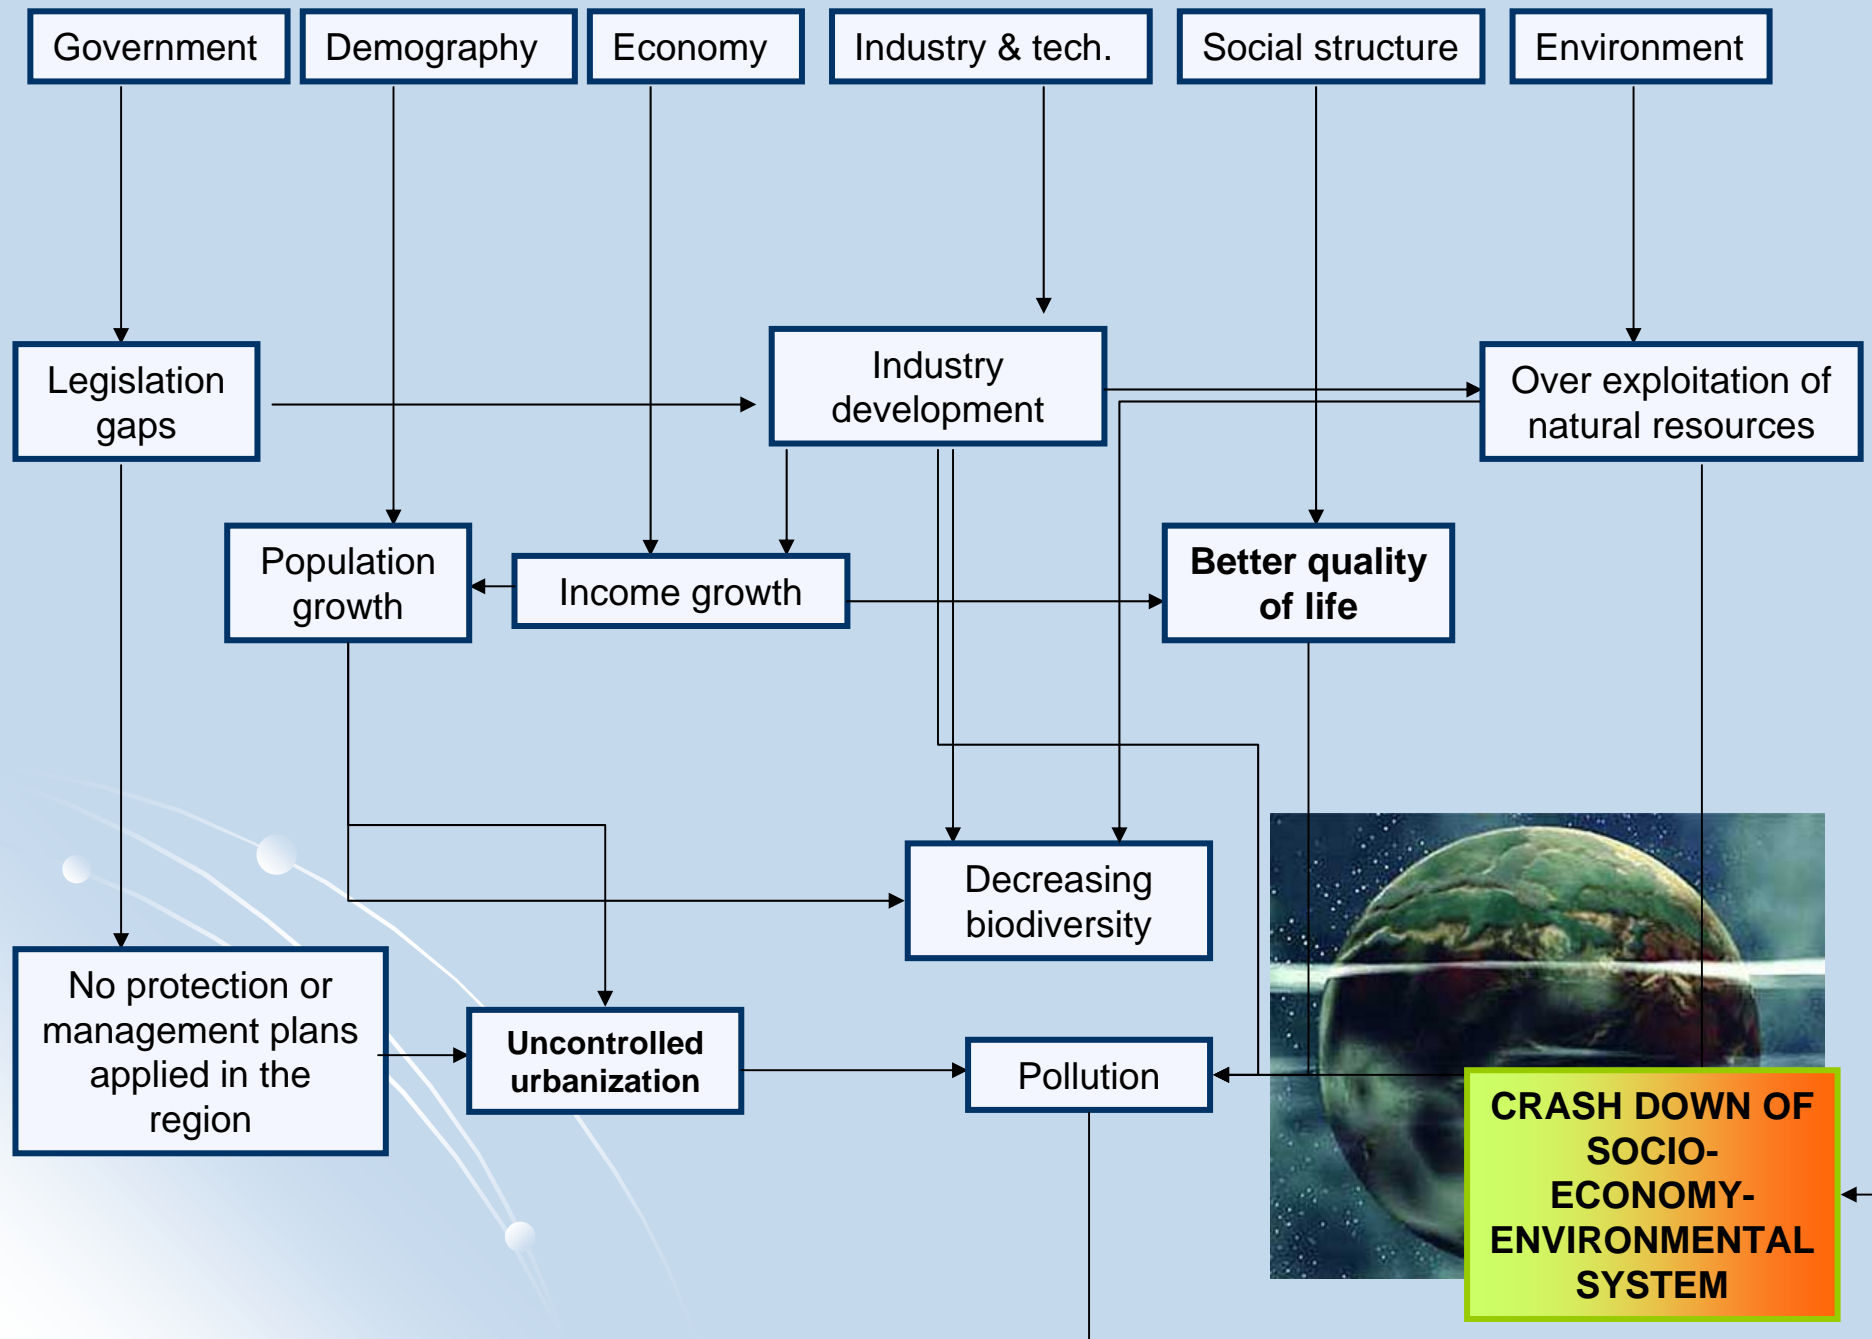 Government
Demography
Economy
Industry & tech.
Social structure
Environment
Legislation
gaps
Industry
development
Over exploitation of
natural resources
Population
growth
Income growth
Better quality
of life
Decreasing
biodiversity
No protection or
management plans
applied in the
region
Uncontrolled
urbanization
Pollution
CRASH DOWN OF
SOCIO-
ECONOMY-
ENVIRONMENTAL
SYSTEM